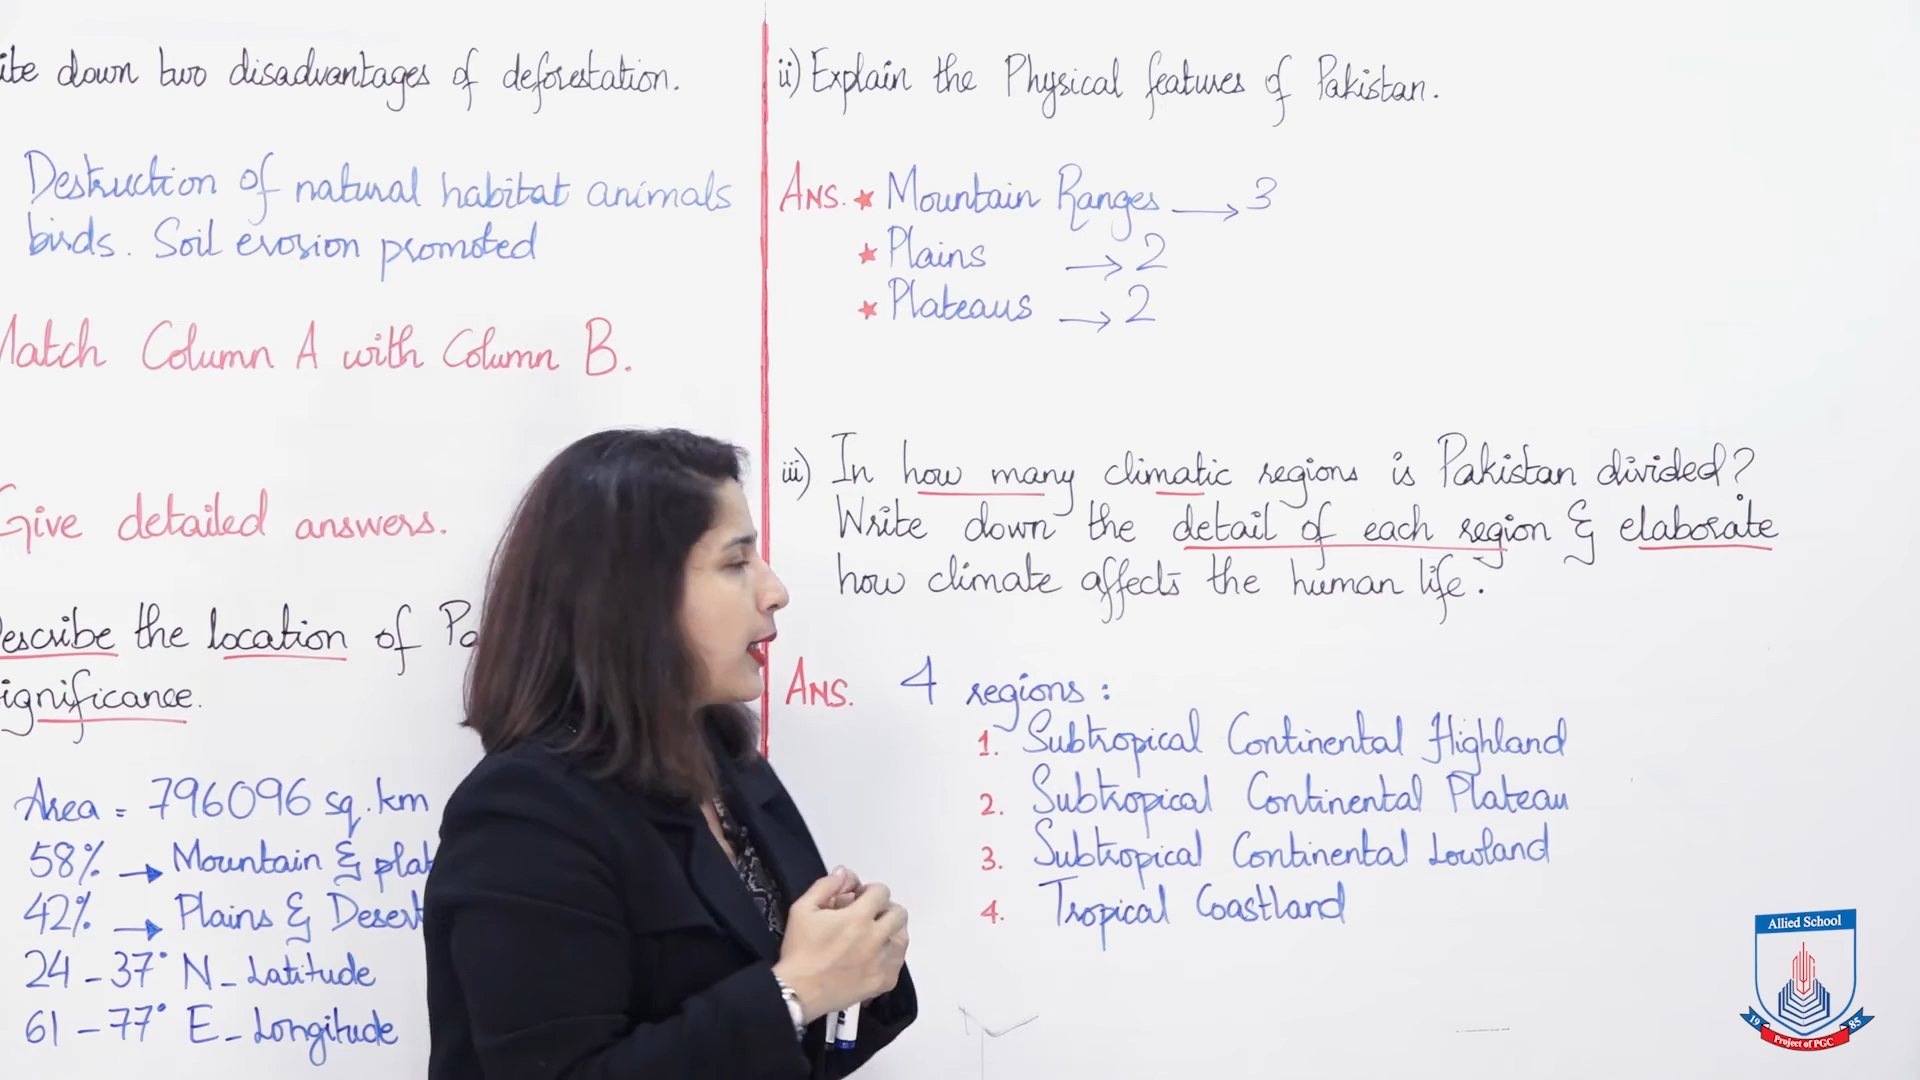 ite down two disadvantages of deforestation.
Destruction of natural habitat animals
birds. Soil erosion promoted
Match Column A with Column B.
Give detailed answers.
escribe the location of Pa
ignificance.
Area = 796096 sq.km
58% → Mountain & plat
42% → Plains & Desert
24-37° N- Latitude
61-77° E- Longitude
ii) Explain the Physical features of Pakistan.
Ans. ★ Mountain Ranges → 3
★ Plains → 2
★ Plateaus → 2
iii) In how many climatic regions is Pakistan divided?
Write down the detail of each region & elaborate
how climate affects the human life.
Ans. 4 regions:
1. Subtropical Continental Highland
2. Subtropical Continental Plateau
3. Subtropical Continental Lowland
4. Tropical Coastland
Allied School
19 85
Project of PGC